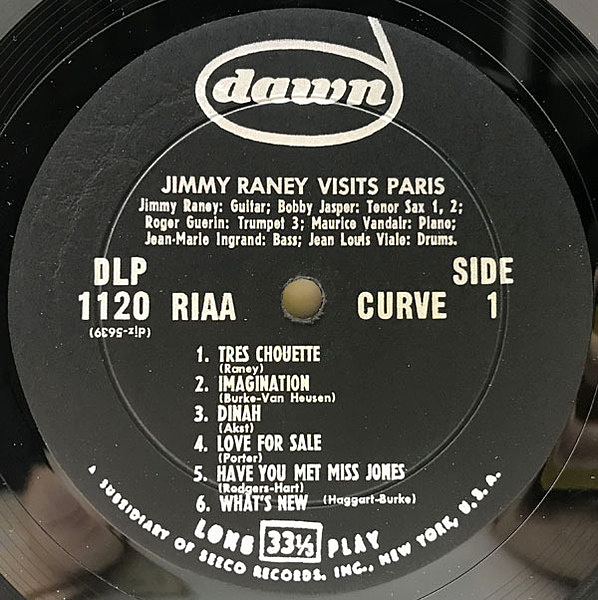 dawn
JIMMY RANEY VISITS PARIS
Jimmy Raney: Guitar; Bobby Jasper: Tenor Sax 1, 2;
Roger Guerin: Trumpet 3; Maurice Vandair: Piano;
Jean-Marie Ingrand: Bass; Jean Louis Viale: Drums.
DLP SIDE
1120 RIAA CURVE 1
(dlz-5639)
1. TRES CHOUETTE
(Raney)
2. IMAGINATION
(Burke-Van Heusen)
3. DINAH
(Akst)
4. LOVE FOR SALE
(Porter)
5. HAVE YOU MET MISS JONES
(Rodgers-Hart)
6. WHAT'S NEW (Haggart-Burke)
LONG 33⅓ PLAY
A SUBSIDIARY OF SEECO RECORDS, INC., NEW YORK, U.S.A.